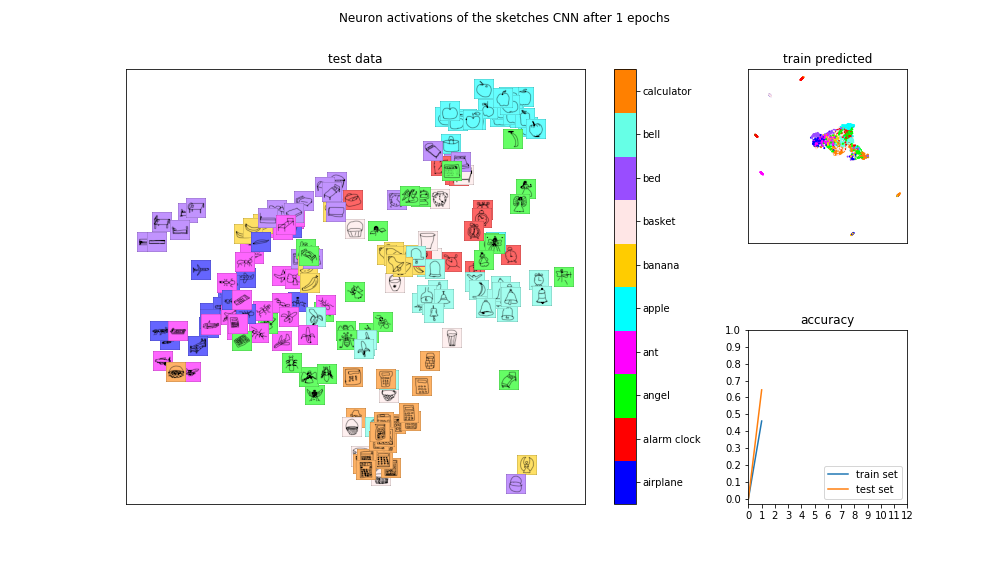 Neuron activations of the sketches CNN after 1 epochs
test data
calculator
bell
bed
basket
banana
apple
ant
angel
alarm clock
airplane
train predicted
accuracy
1.0
0.9
0.8
0.7
0.6
0.5
0.4
0.3
0.2
0.1
0.0
train set
test set
0 1 2 3 4 5 6 7 8 9 10 11 12